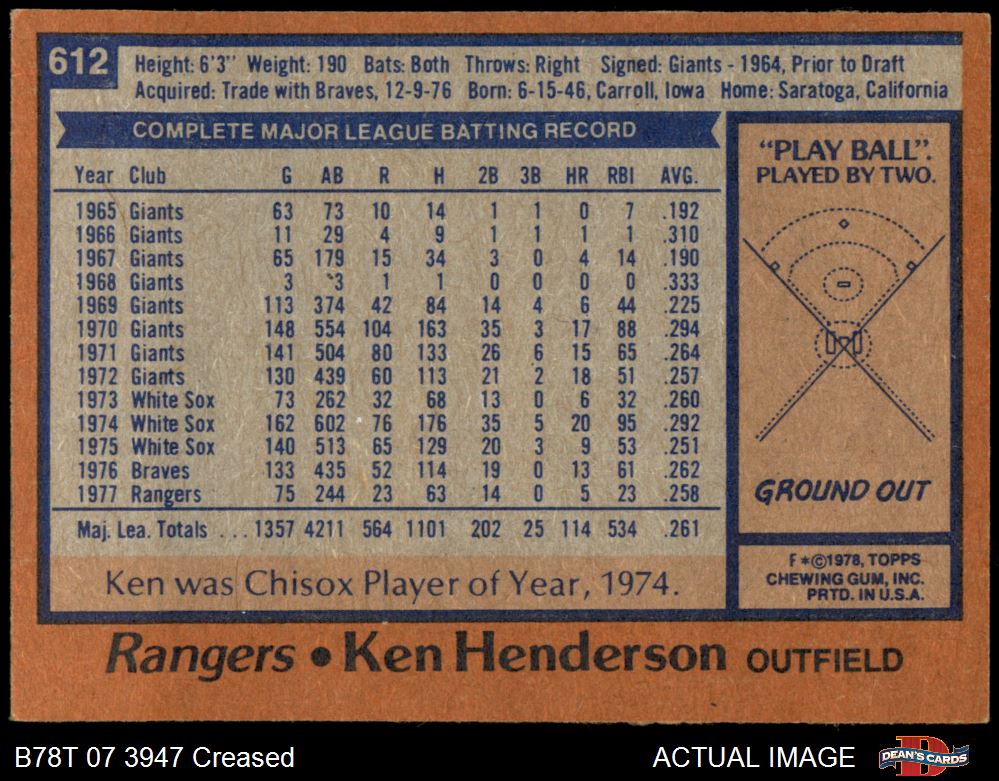 612
Height: 6'3" Weight: 190 Bats: Both Throws: Right Signed: Giants - 1964, Prior to Draft
Acquired: Trade with Braves, 12-9-76 Born: 6-15-46, Carroll, Iowa Home: Saratoga, California
COMPLETE MAJOR LEAGUE BATTING RECORD
Year Club G AB R H 2B 3B HR RBI AVG.
1965 Giants 63 73 10 14 1 1 0 7 .192
1966 Giants 11 29 4 9 1 1 1 1 .310
1967 Giants 65 179 15 34 3 0 4 14 .190
1968 Giants 3 3 1 1 0 0 0 0 .333
1969 Giants 113 374 42 84 14 4 6 44 .225
1970 Giants 148 554 104 163 35 3 17 88 .294
1971 Giants 141 504 80 133 26 6 15 65 .264
1972 Giants 130 439 60 113 21 2 18 51 .257
1973 White Sox 73 262 32 68 13 0 6 32 .260
1974 White Sox 162 602 76 176 35 5 20 95 .292
1975 White Sox 140 513 65 129 20 3 9 53 .251
1976 Braves 133 435 52 114 19 0 13 61 .262
1977 Rangers 75 244 23 63 14 0 5 23 .258
Maj. Lea. Totals ... 1357 4211 564 1101 202 25 114 534 .261
Ken was Chisox Player of Year, 1974.
"PLAY BALL".
PLAYED BY TWO.
GROUND OUT
F*©1978, TOPPS
CHEWING GUM, INC.
PRTD. IN U.S.A.
Rangers • Ken Henderson OUTFIELD
B78T 07 3947 Creased
ACTUAL IMAGE
DEAN'S CARDS